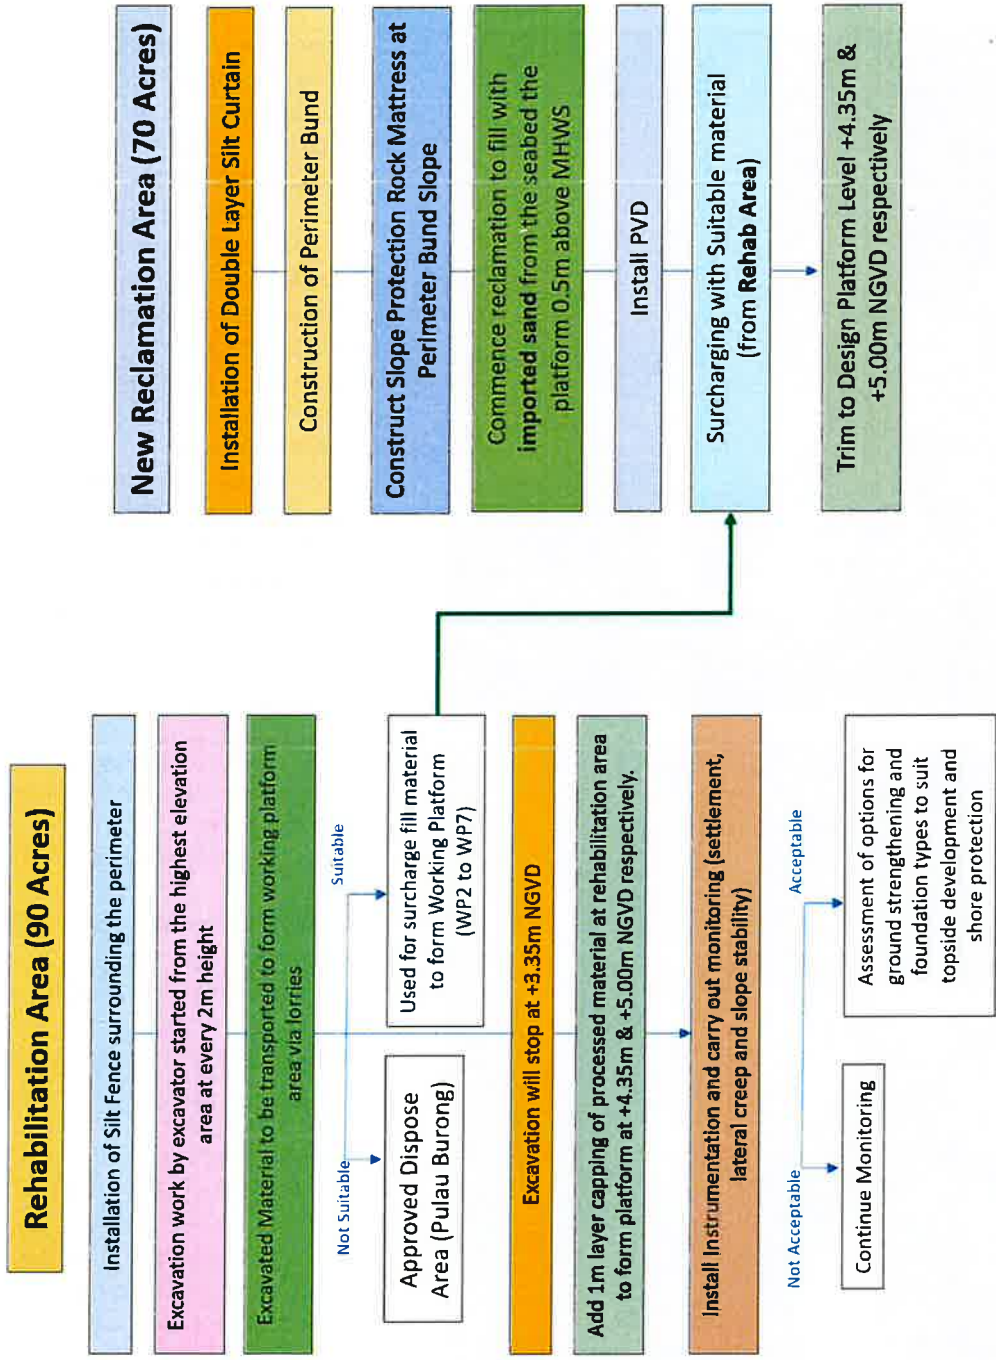 Rehabilitation Area (90 Acres)
Installation of Silt Fence surrounding the perimeter
Excavation work by excavator started from the highest elevation
area at every 2m height
Excavated Material to be transported to form working platform
area via lorries
Not Suitable
Suitable
Approved Dispose
Area (Pulau Burong)
Used for surcharge fill material
to form Working Platform
(WP2 to WP7)
Excavation will stop at +3.35m NGVD
Add 1m layer capping of processed material at rehabilitation area
to form platform at +4.35m & +5.00m NGVD respectively.
Install Instrumentation and carry out monitoring (settlement,
lateral creep and slope stability)
Not Acceptable
Acceptable
Continue Monitoring
Assessment of options for
ground strengthening and
foundation types to suit
topside development and
shore protection
New Reclamation Area (70 Acres)
Installation of Double Layer Silt Curtain
Construction of Perimeter Bund
Construct Slope Protection Rock Mattress at
Perimeter Bund Slope
Commence reclamation to fill with
imported sand from the seabed the
platform 0.5m above MHWS
Install PVD
Surcharging with Suitable material
(from Rehab Area)
Trim to Design Platform Level +4.35m &
+5.00m NGVD respectively